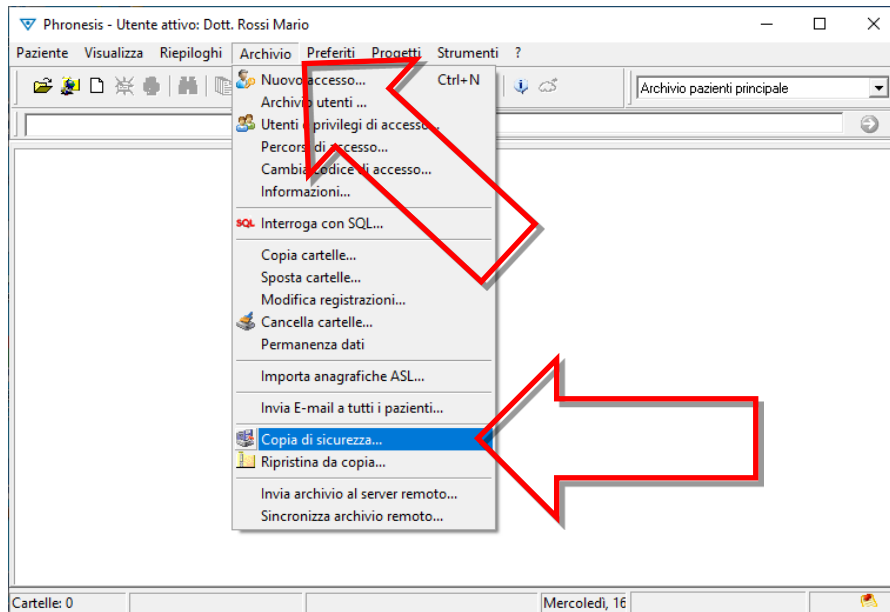 Phronesis - Utente attivo: Dott. Rossi Mario
Paziente Visualizza Riepiloghi Archivio Preferiti Progetti Strumenti ?
Archivio pazienti principale
Nuovo accesso... Ctrl+N
Archivio utenti ...
Utenti e privilegi di accesso...
Percorsi di accesso...
Cambia codice di accesso...
Informazioni...
SQL Interroga con SQL...
Copia cartelle...
Sposta cartelle...
Modifica registrazioni...
Cancella cartelle...
Permanenza dati
Importa anagrafiche ASL...
Invia E-mail a tutti i pazienti...
Copia di sicurezza...
Ripristina da copia...
Invia archivio al server remoto...
Sincronizza archivio remoto...
Cartelle: 0 Mercoledì, 16